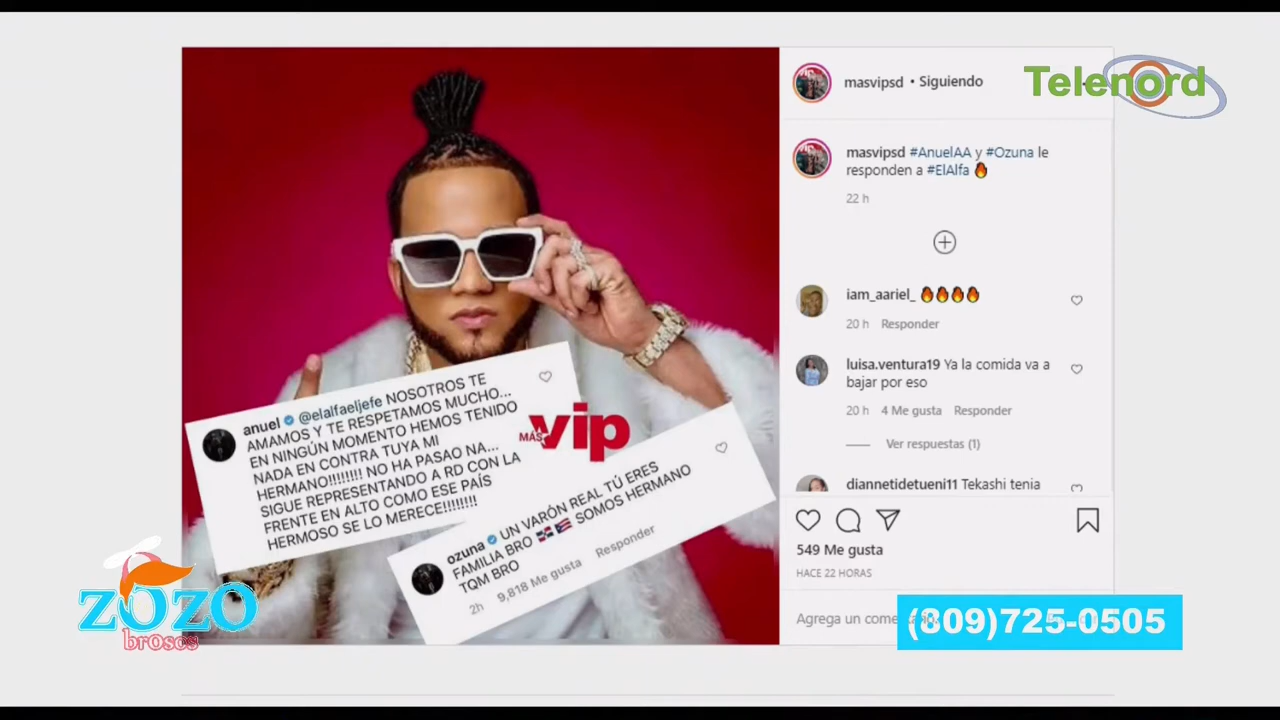 masvipsd • Siguiendo
Telenord
masvipsd #AnuelAA y #Ozuna le
responden a #ElAlfa 🔥
22 h
iam_aariel_ 🔥🔥🔥🔥
20 h Responder
luisa.ventura19 Ya la comida va a
bajar por eso
20 h 4 Me gusta Responder
Ver respuestas (1)
diannetidetueni11 Tekashi tenia
549 Me gusta
HACE 22 HORAS
Agrega un
(809)725-0505
anuel @elalfaeljefe NOSOTROS TE
AMAMOS Y TE RESPETAMOS MUCHO...
EN NINGÚN MOMENTO HEMOS TENIDO
NADA EN CONTRA TUYA MI
HERMANO!!!!!!!! NO HA PASAO NA...
SIGUE REPRESENTANDO A RD CON LA
FRENTE EN ALTO COMO ESE PAÍS
HERMOSO SE LO MERECE!!!!!!!!
MÁS vip
ozuna UN VARÓN REAL TÚ ERES
FAMILIA BRO 🇩🇴🇵🇷 SOMOS HERMANO
TQM BRO
2h 9,818 Me gusta Responder
ZOZO
brosos